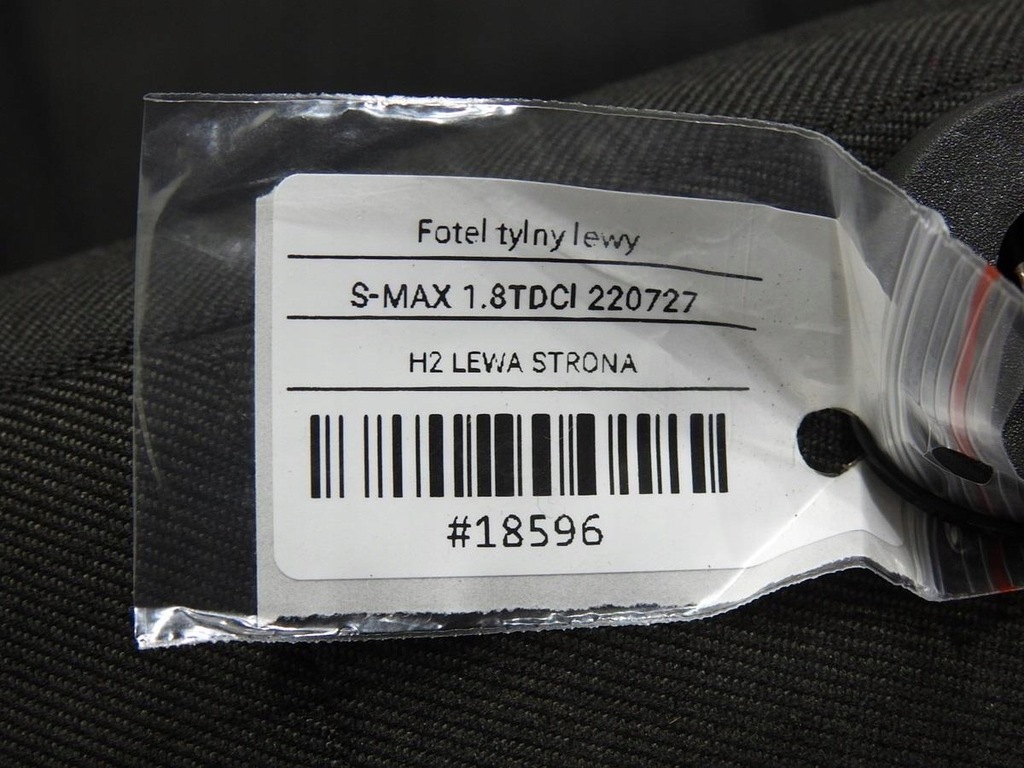 Fotel tylny lewy
S-MAX 1.8TDCI 220727
H2 LEWA STRONA
#18596